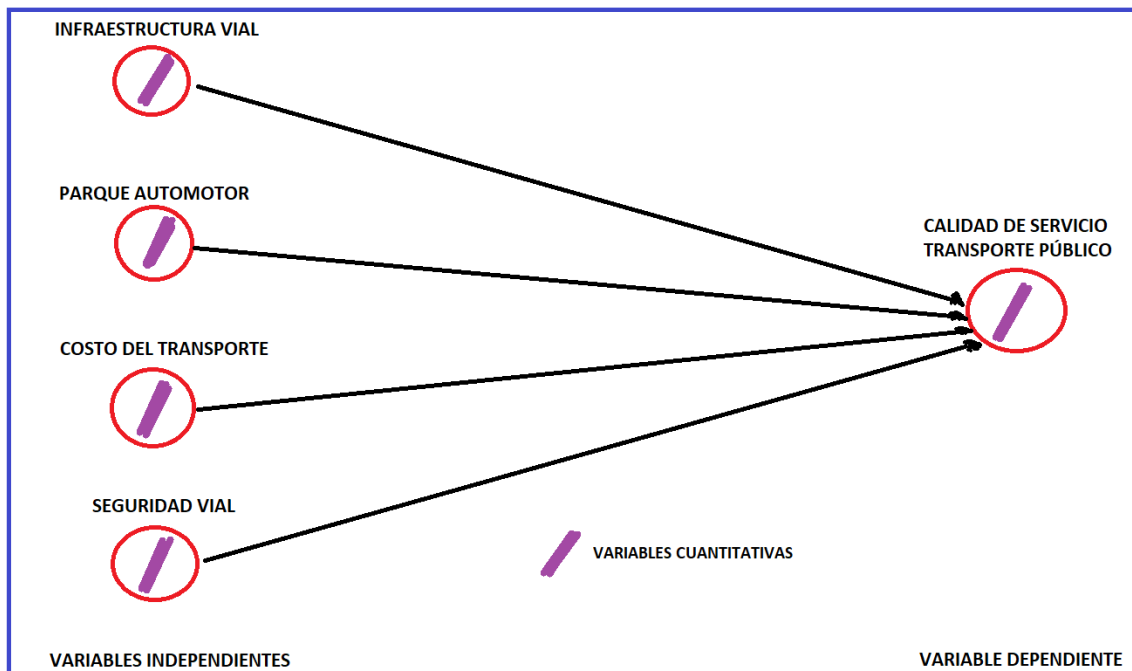 INFRAESTRUCTURA VIAL
PARQUE AUTOMOTOR
CALIDAD DE SERVICIO
TRANSPORTE PÚBLICO
COSTO DEL TRANSPORTE
SEGURIDAD VIAL
VARIABLES CUANTITATIVAS
VARIABLES INDEPENDIENTES
VARIABLE DEPENDIENTE